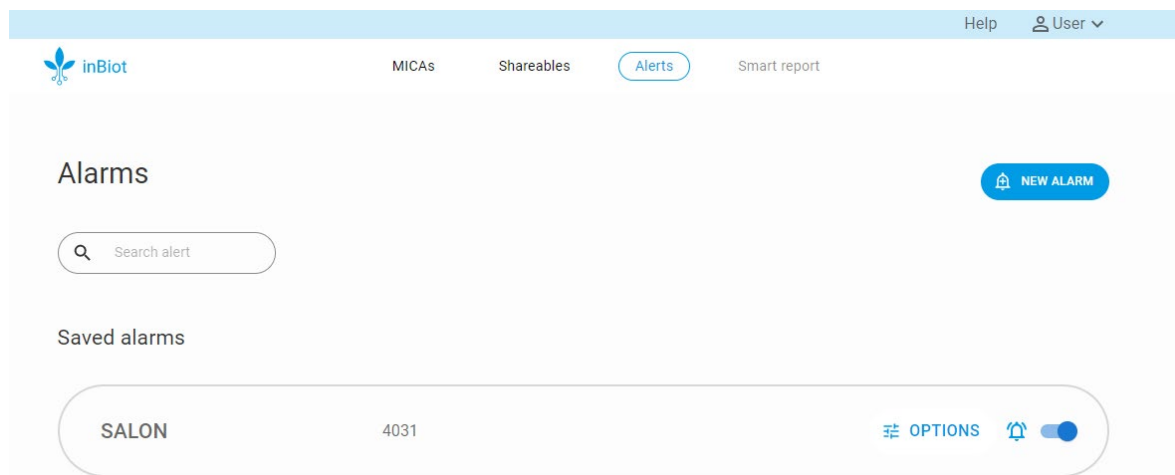 Help User
inBiot MICAs Shareables Alerts Smart report
Alarms
NEW ALARM
Search alert
Saved alarms
SALON 4031 OPTIONS